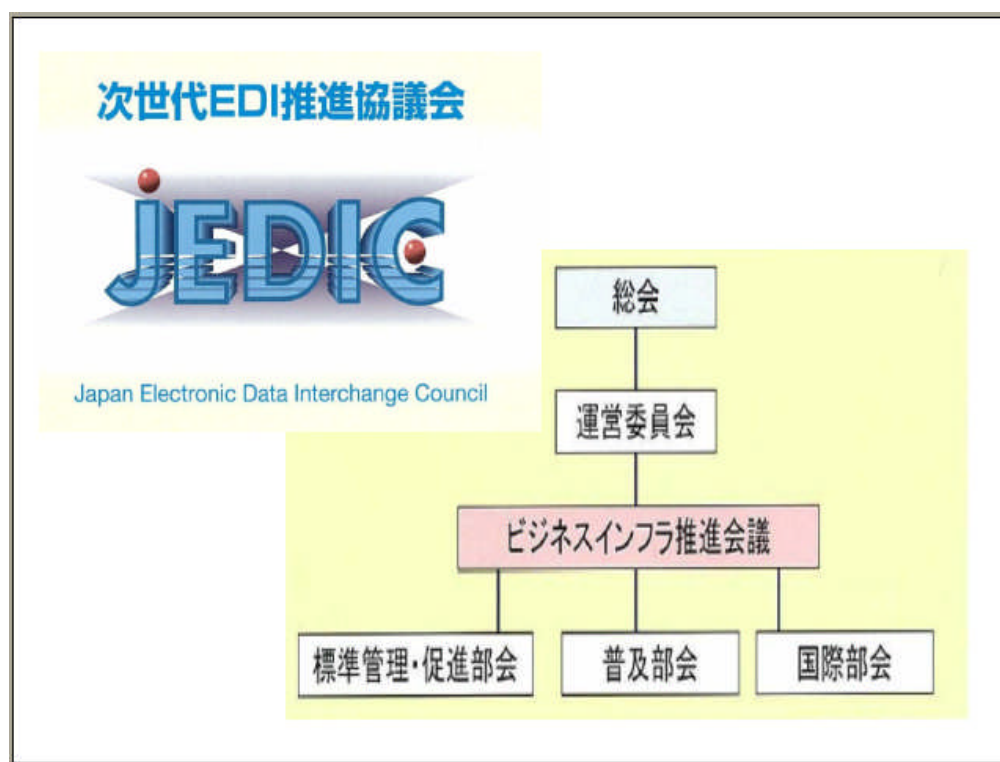 次世代EDI推進協議会
JEDIC
Japan Electronic Data Interchange Council
総会
運営委員会
ビジネスインフラ推進会議
標準管理・促進部会
普及部会
国際部会